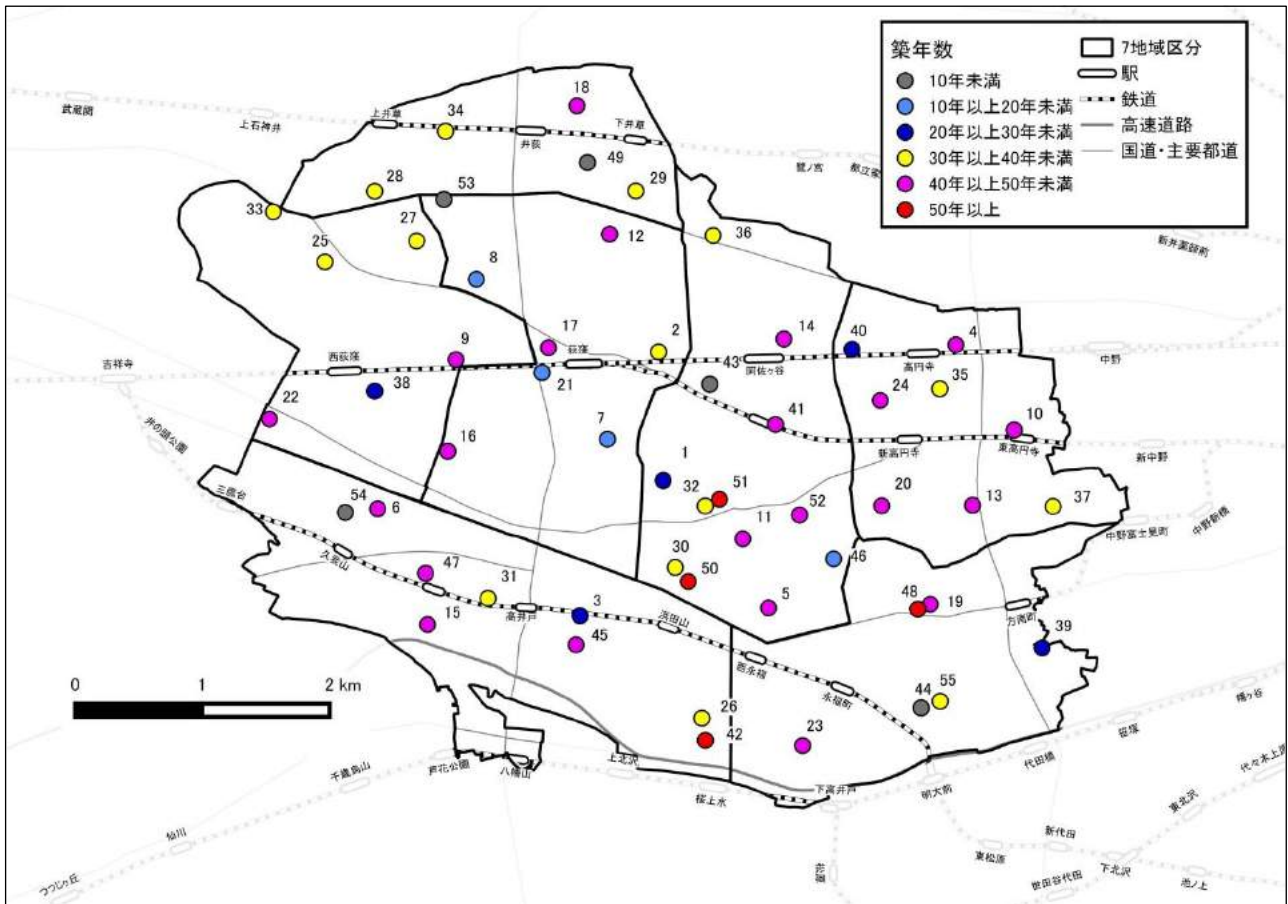 築年数
10年未満
10年以上20年未満
20年以上30年未満
30年以上40年未満
40年以上50年未満
50年以上
7地域区分
駅
鉄道
高速道路
国道・主要都道
武蔵関
上石神井
上井草
34
18
井荻
下井草
49
鷺ノ宮
都立家
28
53
29
33
27
12
36
新井薬師前
25
8
9
17
荻窪
2
14
40
4
吉祥寺
西荻窪
43
阿佐ヶ谷
高円寺
中野
38
21
24
35
22
41
10
井の頭公園
16
7
新高円寺
東高円寺
新中野
1
51
32
52
20
13
37
三鷹台
54
6
11
中野富士見町
中野新橋
久我山
30
50
46
47
31
5
48
19
方南町
15
高井戸
3
浜田山
39
45
西永福
永福町
0
1
2 km
26
44
55
42
23
幡ヶ谷
笹塚
代田橋
上北沢
芦花公園
八幡山
千歳烏山
桜上水
下高井戸
明大前
代々木上原
東北沢
仙川
新代田
東松原
下北沢
池ノ上
つつじヶ丘
松原
世田谷代田